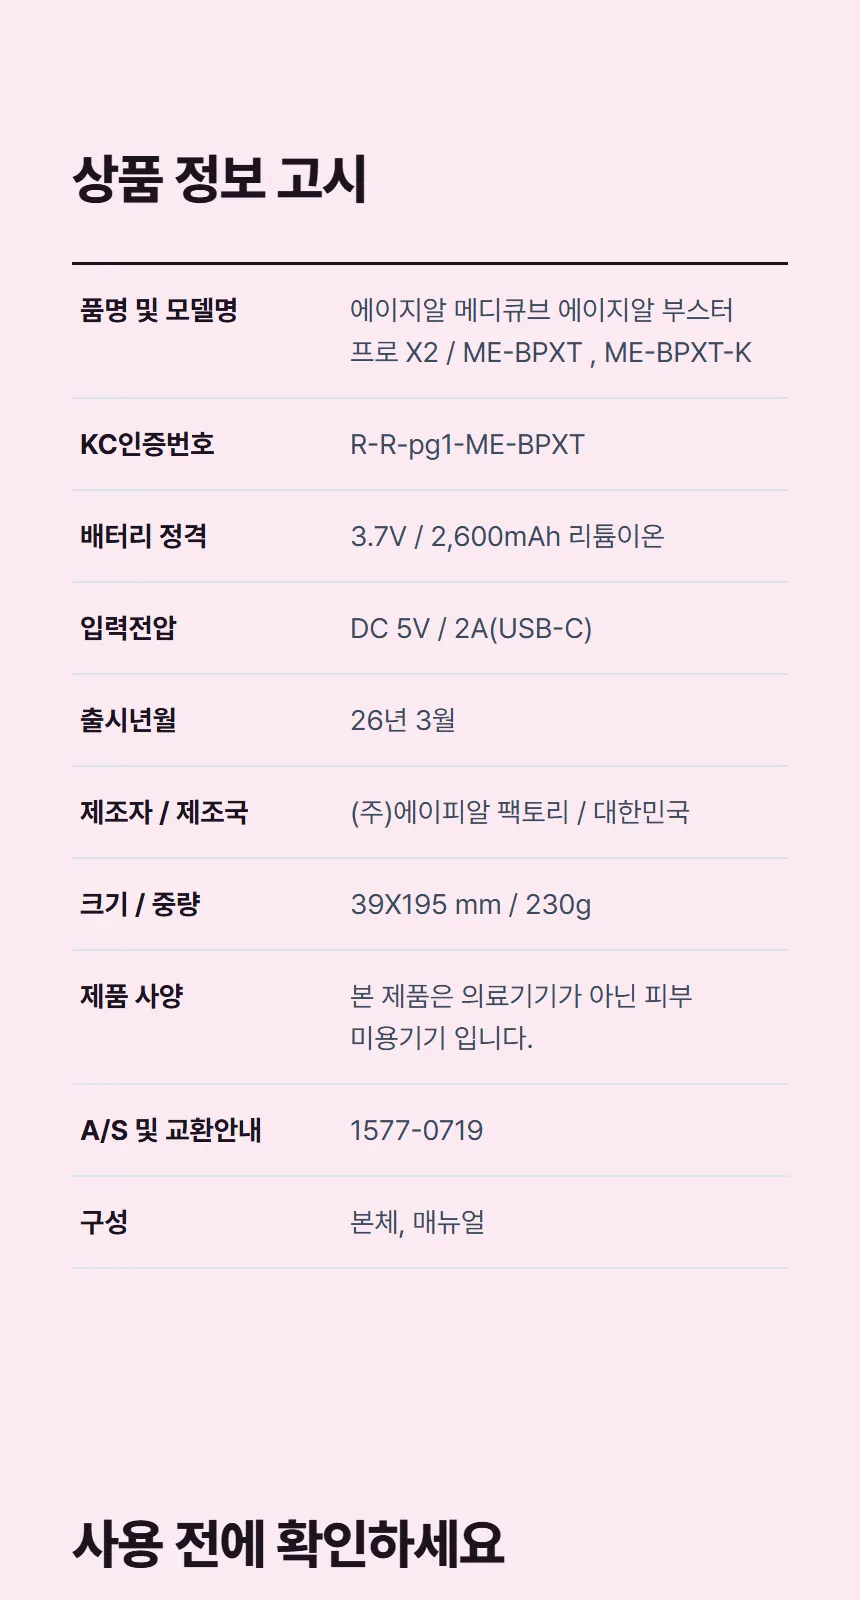 상품 정보 고시
품명 및 모델명 에이지알 메디큐브 에이지알 부스터
프로 X2 / ME-BPXT , ME-BPXT-K
KC인증번호 R-R-pg1-ME-BPXT
배터리 정격 3.7V / 2,600mAh 리튬이온
입력전압 DC 5V / 2A(USB-C)
출시년월 26년 3월
제조자 / 제조국 (주)에이피알 팩토리 / 대한민국
크기 / 중량 39X195 mm / 230g
제품 사양 본 제품은 의료기기가 아닌 피부
미용기기 입니다.
A/S 및 교환안내 1577-0719
구성 본체, 매뉴얼
사용 전에 확인하세요